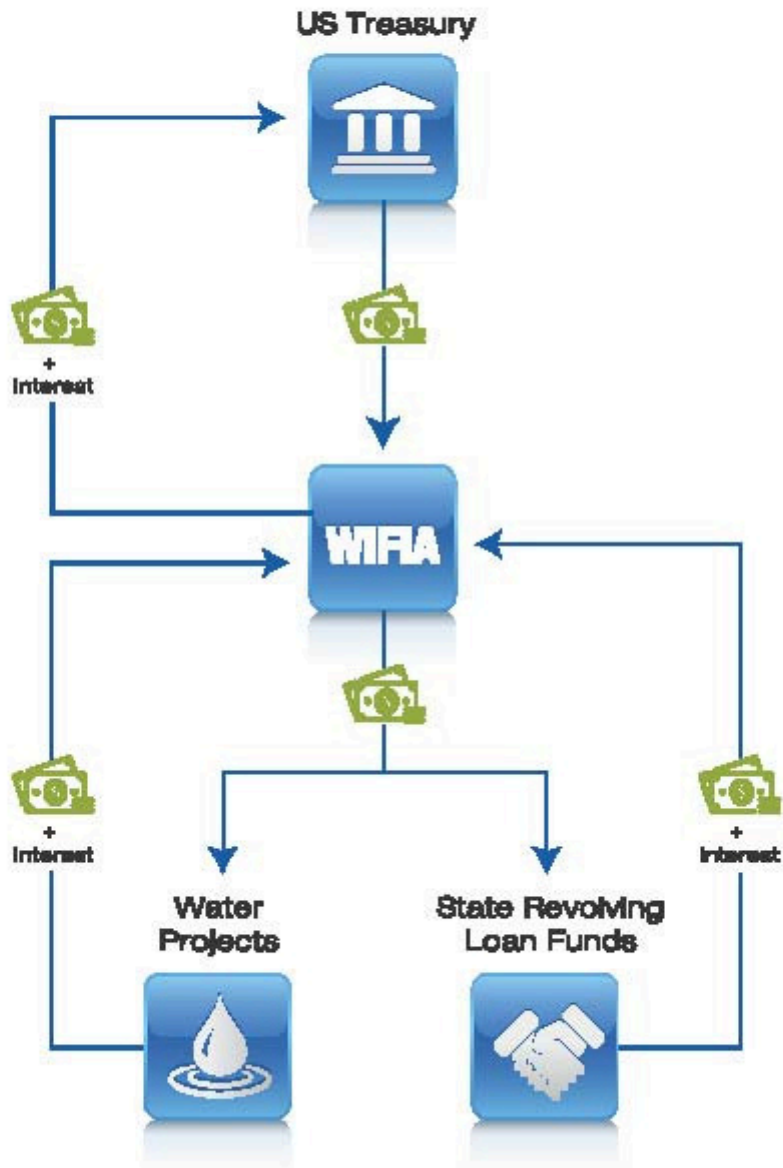 US Treasury
+
Interest
WIFIA
+
Interest
+
Interest
Water
Projects
State Revolving
Loan Funds